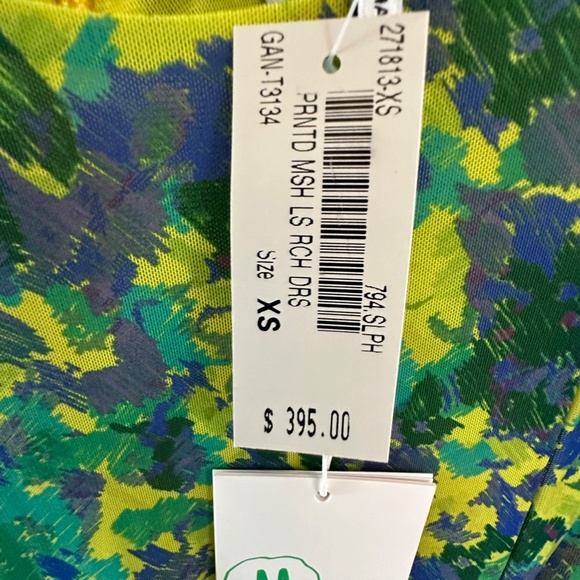 271813-XS
794.SLPH
PRNTD MSH LS RCH DRS
GAN-T3134
Size XS
$ 395.00